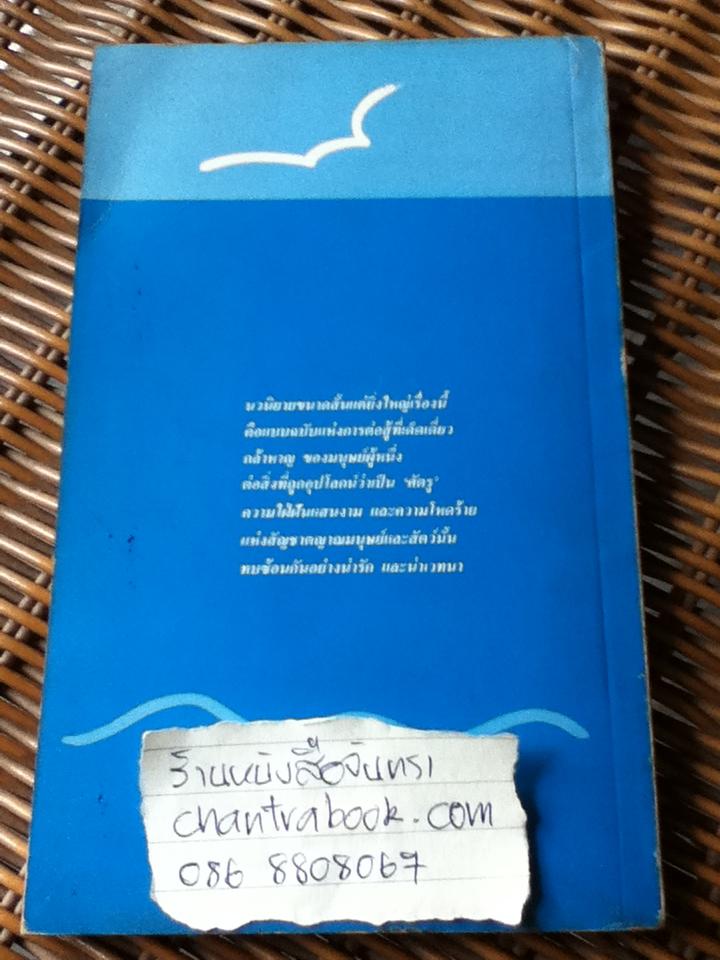 นวนิยายขนาดสั้นแต่ยิ่งใหญ่เรื่องนี้
คือแบบฉบับแห่งการต่อสู้ที่เด็ดเดี่ยว
กล้าหาญ ของมนุษย์ผู้หนึ่ง
ต่อสิ่งที่ถูกอุปโลกน์ว่าเป็น 'ศัตรู'
ความใฝ่ฝันแสนงาม และความโหดร้าย
แห่งสัญชาตญาณมนุษย์และสัตว์นั้น
ทบซ้อนกันอย่างน่ารัก และน่าเวทนา
ร้านหนังสือจันทรา
chantrabook.com
086 8808067